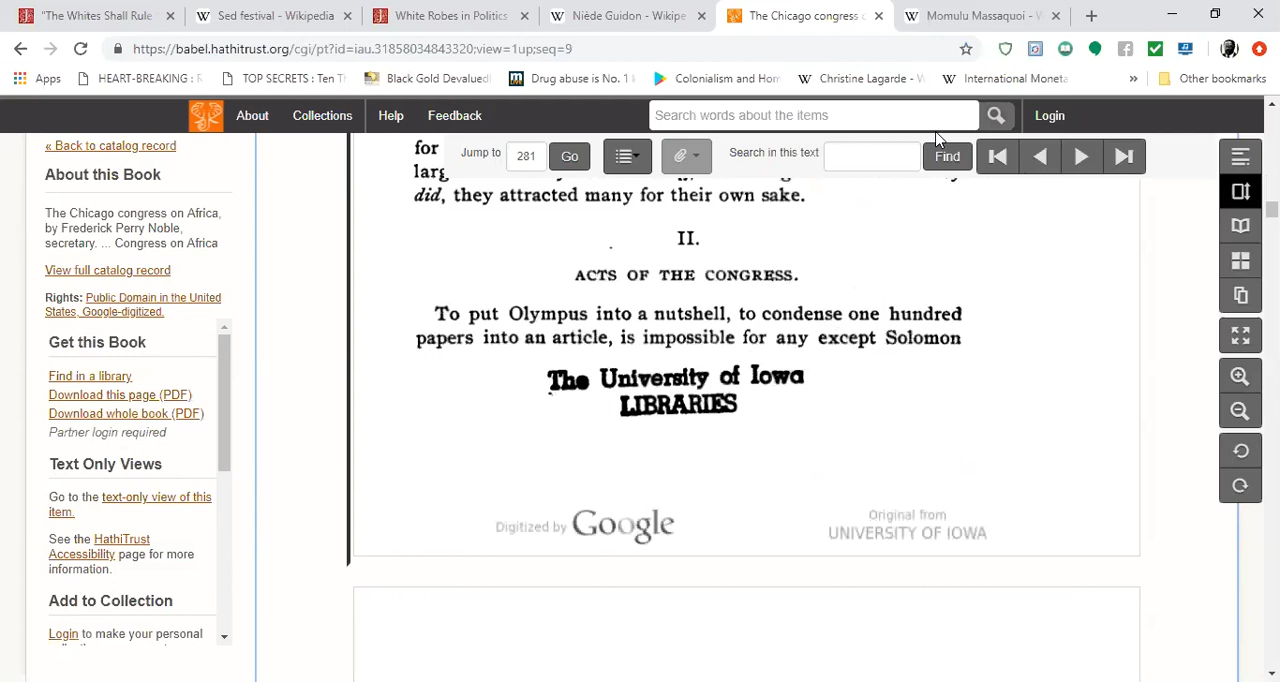 "The Whites Shall Rule
Sed festival - Wikipedia
White Robes in Politics
Niède Guidon - Wikipe
The Chicago congress o
Momulu Massaquoi - W
https://babel.hathitrust.org/cgi/pt?id=iau.31858034843320;view=1up;seq=9
Apps
HEART-BREAKING : R
TOP SECRETS : Ten Th
Black Gold Devalued
Drug abuse is No. 1
Colonialism and Hom
Christine Lagarde - W
International Moneta
»
Other bookmarks
About
Collections
Help
Feedback
Search words about the items
Login
« Back to catalog record
About this Book
The Chicago congress on Africa,
by Frederick Perry Noble,
secretary. ... Congress on Africa
View full catalog record
Rights: Public Domain in the United
States, Google-digitized.
Get this Book
Find in a library
Download this page (PDF)
Download whole book (PDF)
Partner login required
Text Only Views
Go to the text-only view of this
item.
See the HathiTrust
Accessibility page for more
information.
Add to Collection
Login to make your personal
Jump to
281
Go
Search in this text
Find
for
larg
did, they attracted many for their own sake.
II.
ACTS OF THE CONGRESS.
To put Olympus into a nutshell, to condense one hundred
papers into an article, is impossible for any except Solomon
The University of Iowa
LIBRARIES
Digitized by Google
Original from
UNIVERSITY OF IOWA